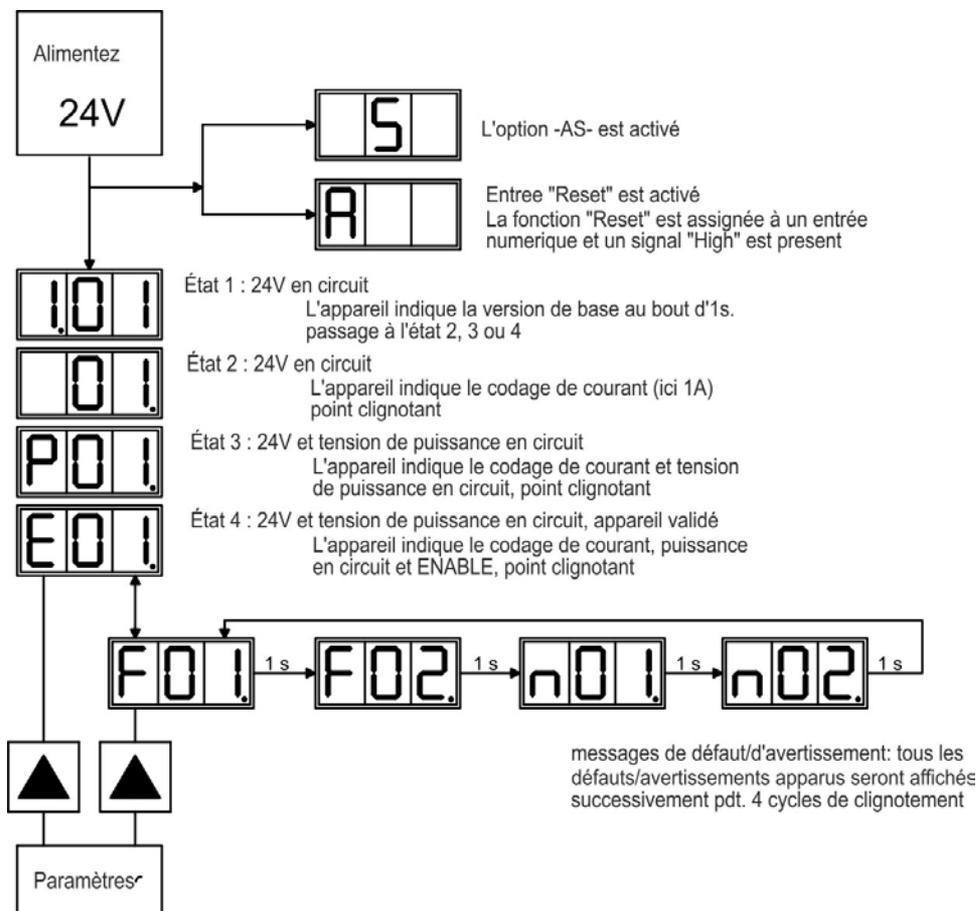 Alimentez
24V
S
L'option -AS- est activé
A
Entree "Reset" est activé
La fonction "Reset" est assignée à un entrée
numerique et un signal "High" est present
1.01
État 1 : 24V en circuit
L'appareil indique la version de base au bout d'1s.
passage à l'état 2, 3 ou 4
01.
État 2 : 24V en circuit
L'appareil indique le codage de courant (ici 1A)
point clignotant
P01.
État 3 : 24V et tension de puissance en circuit
L'appareil indique le codage de courant et tension
de puissance en circuit, point clignotant
E01.
État 4 : 24V et tension de puissance en circuit, appareil validé
L'appareil indique le codage de courant, puissance
en circuit et ENABLE, point clignotant
F01. 1 s F02. 1 s n01. 1 s n02. 1 s
messages de défaut/d'avertissement: tous les
défauts/avertissements apparus seront affichés
successivement pdt. 4 cycles de clignotement
Paramètres